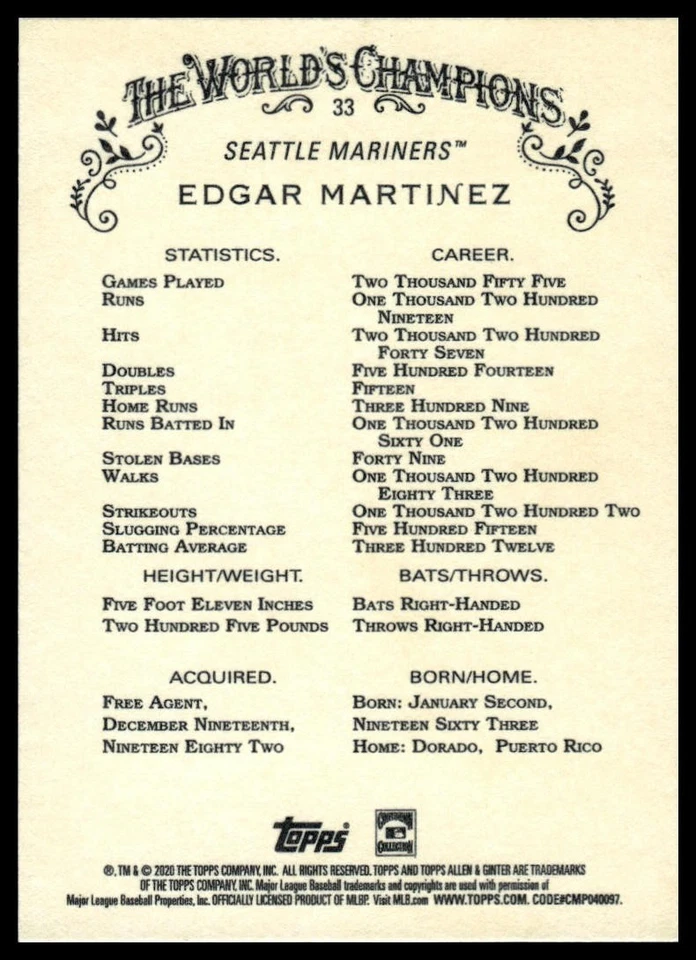 THE WORLD'S CHAMPIONS
33
SEATTLE MARINERS™
EDGAR MARTINEZ
STATISTICS. CAREER.
GAMES PLAYED TWO THOUSAND FIFTY FIVE
RUNS ONE THOUSAND TWO HUNDRED
NINETEEN
HITS TWO THOUSAND TWO HUNDRED
FORTY SEVEN
DOUBLES FIVE HUNDRED FOURTEEN
TRIPLES FIFTEEN
HOME RUNS THREE HUNDRED NINE
RUNS BATTED IN ONE THOUSAND TWO HUNDRED
SIXTY ONE
STOLEN BASES FORTY NINE
WALKS ONE THOUSAND TWO HUNDRED
EIGHTY THREE
STRIKEOUTS ONE THOUSAND TWO HUNDRED TWO
SLUGGING PERCENTAGE FIVE HUNDRED FIFTEEN
BATTING AVERAGE THREE HUNDRED TWELVE
HEIGHT/WEIGHT. BATS/THROWS.
FIVE FOOT ELEVEN INCHES BATS RIGHT-HANDED
TWO HUNDRED FIVE POUNDS THROWS RIGHT-HANDED
ACQUIRED. BORN/HOME.
FREE AGENT, BORN: JANUARY SECOND,
DECEMBER NINETEENTH, NINETEEN SIXTY THREE
NINETEEN EIGHTY TWO HOME: DORADO, PUERTO RICO
Topps® COOPERSTOWN COLLECTION
®, TM & © 2020 THE TOPPS COMPANY, INC. ALL RIGHTS RESERVED. TOPPS AND TOPPS ALLEN & GINTER ARE TRADEMARKS
OF THE TOPPS COMPANY, INC. Major League Baseball trademarks and copyrights are used with permission of
Major League Baseball Properties, Inc. OFFICIALLY LICENSED PRODUCT OF MLBP. Visit MLB.com WWW.TOPPS.COM. CODE#CMP040097.